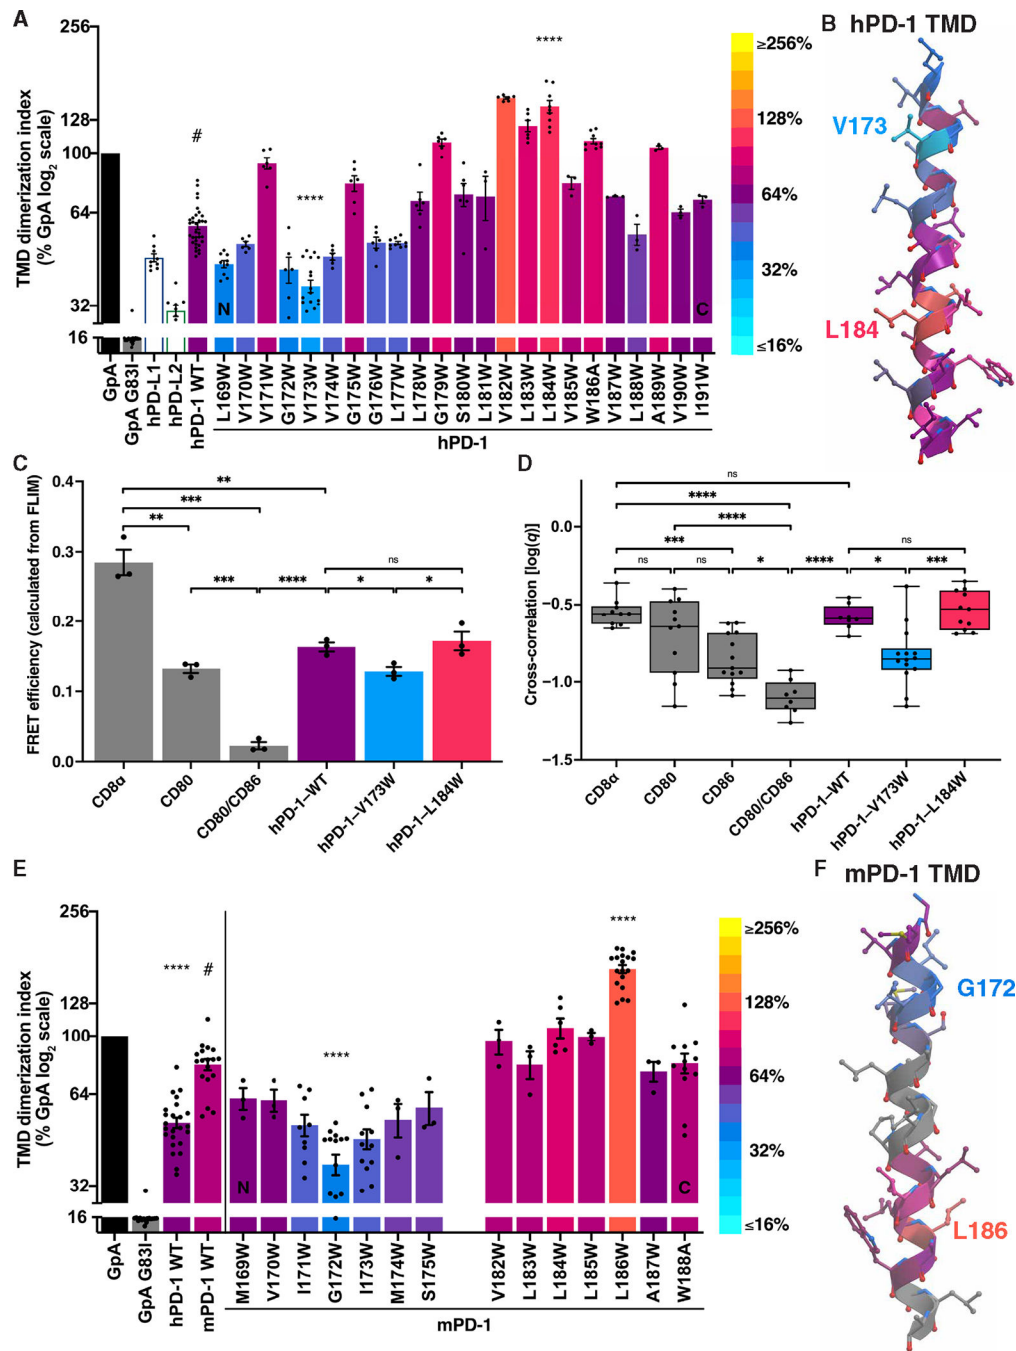 A
TMD dimerization index
(% GpA log2 scale)
256
128
100
64
32
16
#
****
****
N
C
GpA
GpA G83I
hPD-L1
hPD-L2
hPD-1 WT
L169W
V170W
V171W
G172W
V173W
V174W
G175W
G176W
L177W
L178W
G179W
S180W
L181W
V182W
L183W
L184W
V185W
W186A
V187W
L188W
A189W
V190W
I191W
hPD-1
≥256%
128%
64%
32%
≤16%
B hPD-1 TMD
V173
L184
C
FRET efficiency (calculated from FLIM)
0.4
0.3
0.2
0.1
0.0
**
***
**
ns
***
****
*
*
CD8α
CD80
CD80/CD86
hPD-1–WT
hPD-1–V173W
hPD-1–L184W
D
Cross-correlation [log(q)]
0.0
−0.5
−1.0
−1.5
ns
****
****
***
ns
ns
ns
*
****
*
***
CD8α
CD80
CD86
CD80/CD86
hPD-1–WT
hPD-1–V173W
hPD-1–L184W
E
TMD dimerization index
(% GpA log2 scale)
256
128
100
64
32
16
****
#
****
****
N
C
GpA
GpA G83I
hPD-1 WT
mPD-1 WT
M169W
V170W
I171W
G172W
I173W
M174W
S175W
V182W
L183W
L184W
L185W
L186W
A187W
W188A
mPD-1
≥256%
128%
64%
32%
≤16%
F mPD-1 TMD
G172
L186